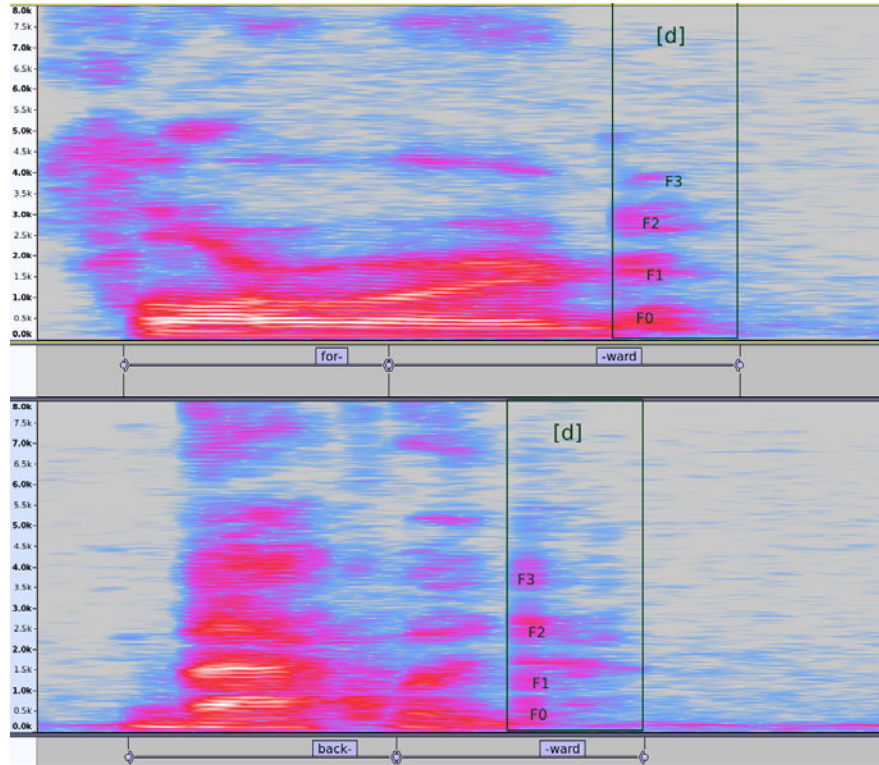 8.0k
[d]
7.5k
7.0k
6.5k
6.0k
5.5k
5.0k
4.5k
4.0k
F3
3.5k
3.0k
F2
2.5k
2.0k
F1
1.5k
1.0k
F0
0.5k
0.0k
for- -ward
8.0k
7.5k [d]
7.0k
6.5k
6.0k
5.5k
5.0k
4.5k
4.0k
F3
3.5k
3.0k
2.5k
F2
2.0k
1.5k
F1
1.0k
F0
0.5k
0.0k
back- -ward